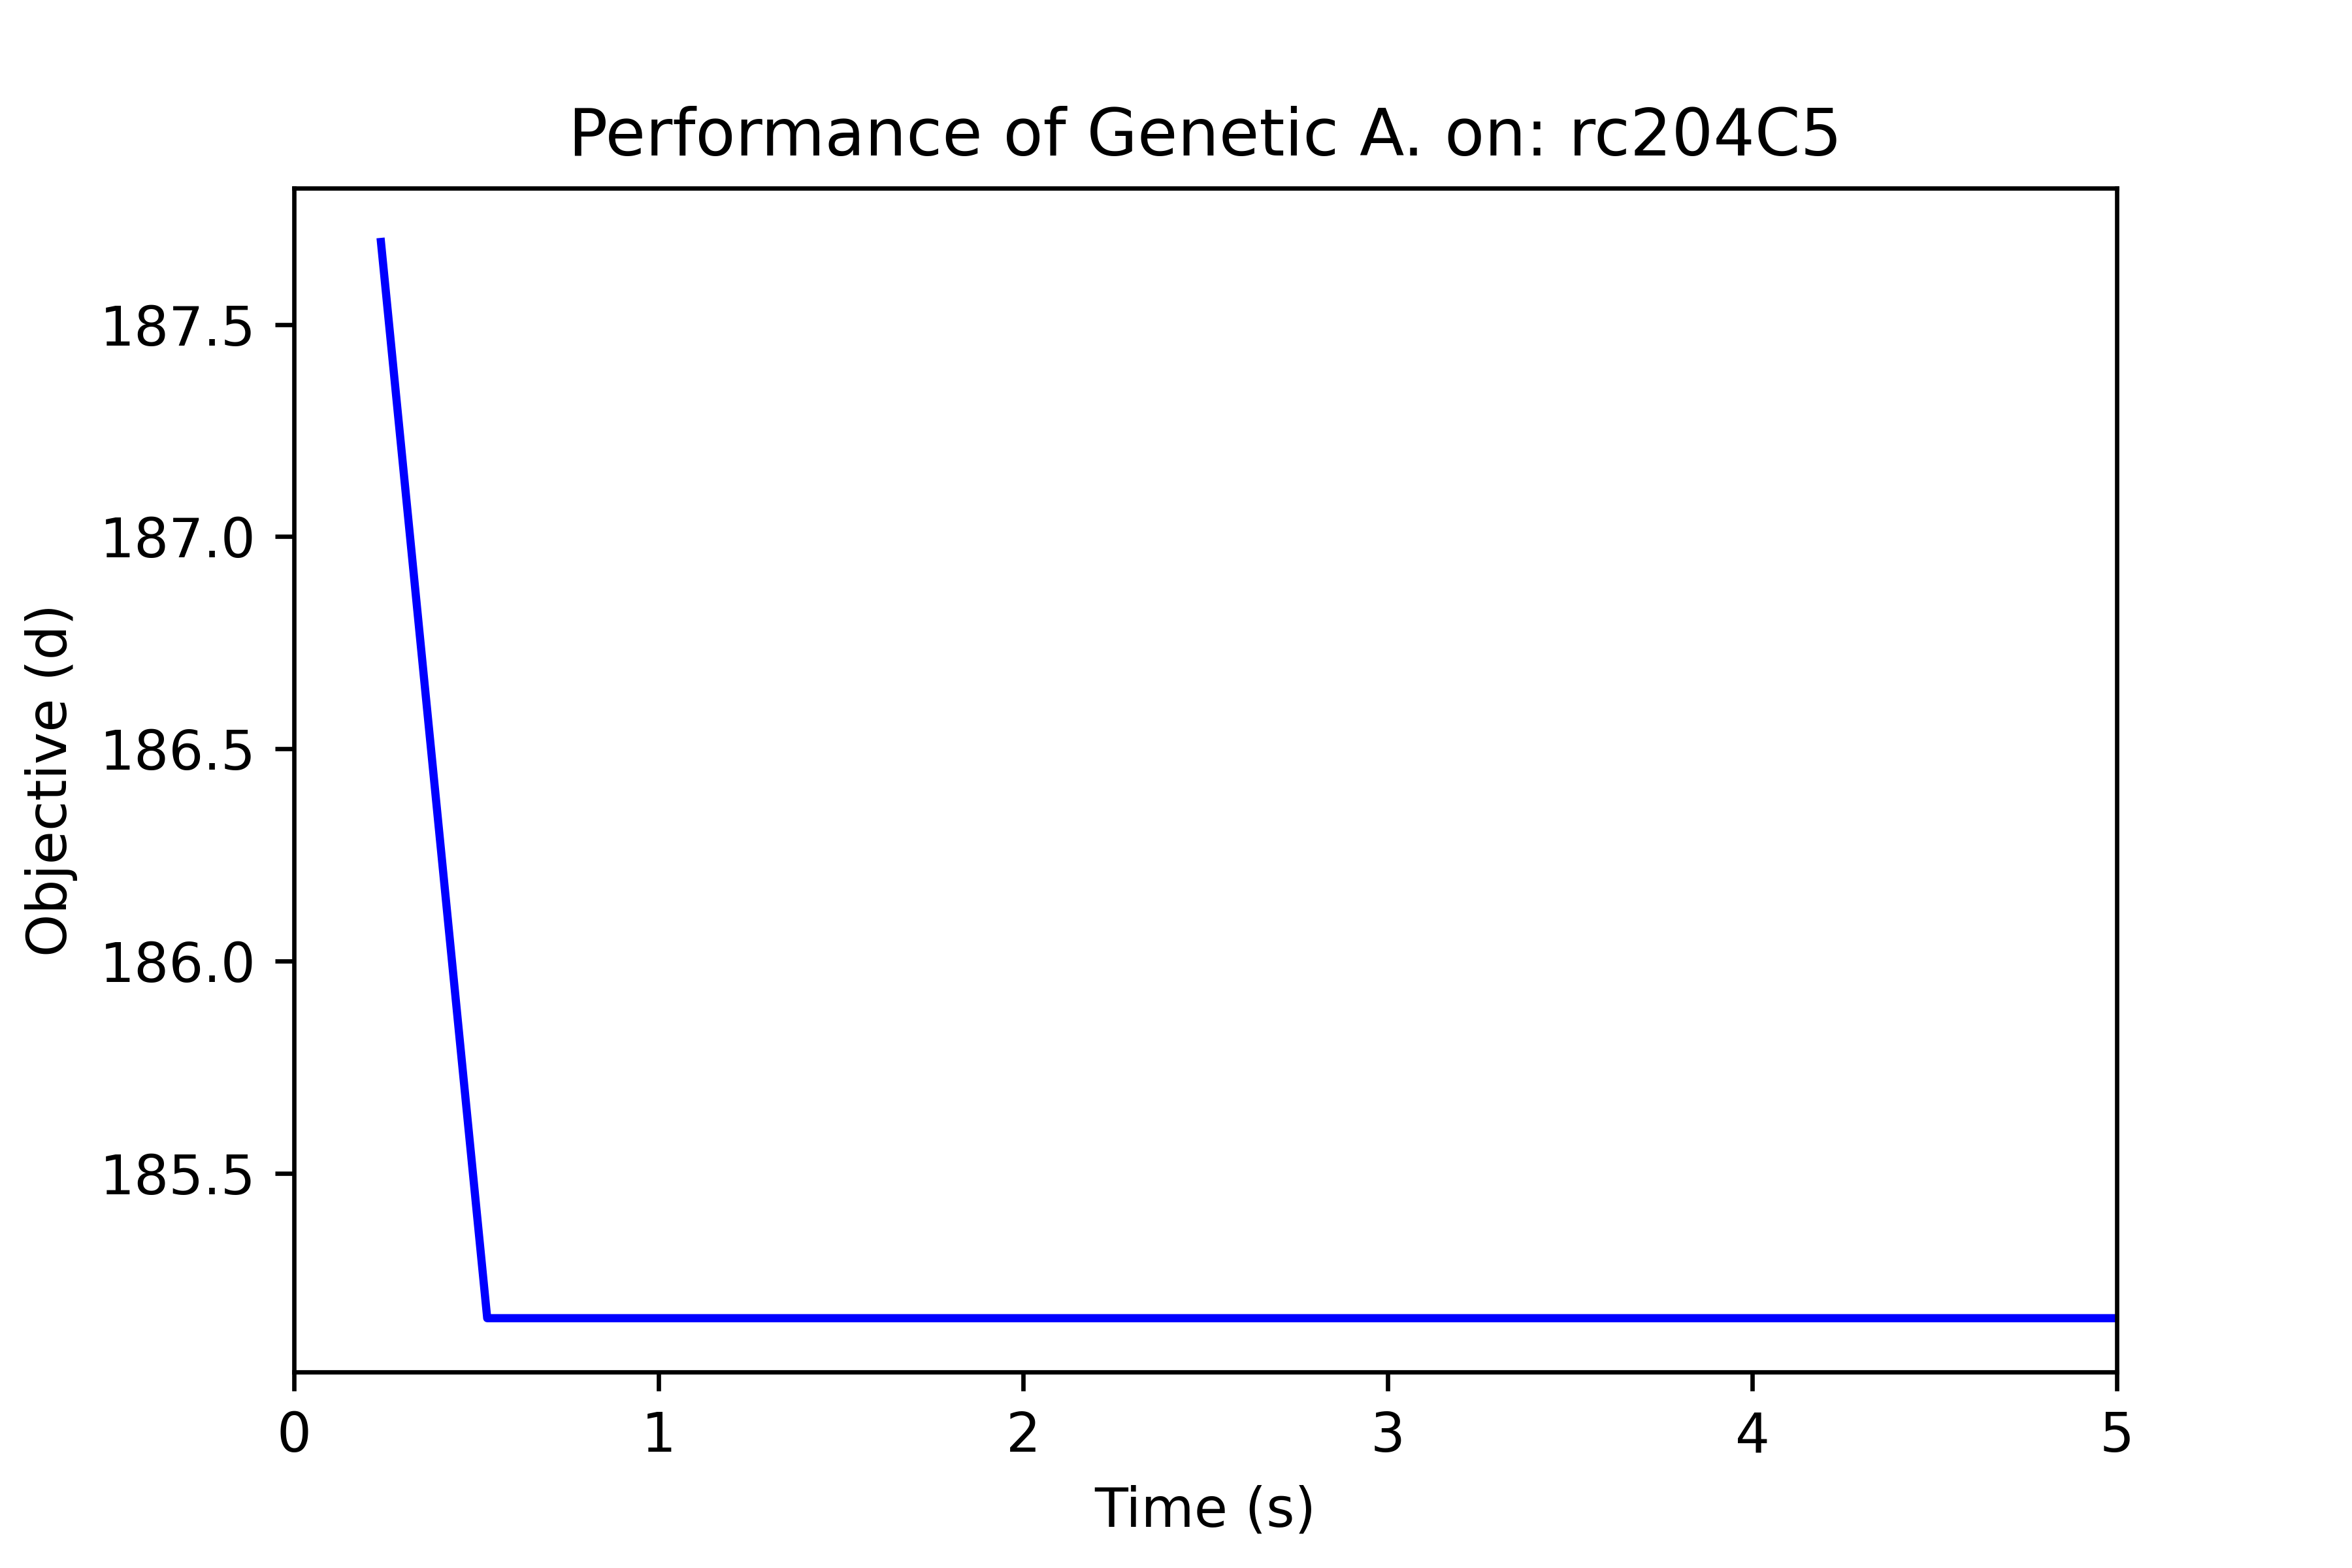 Performance of Genetic A. on: rc204C5
187.5
187.0
186.5
186.0
185.5
Objective (d)
0 1 2 3 4 5
Time (s)